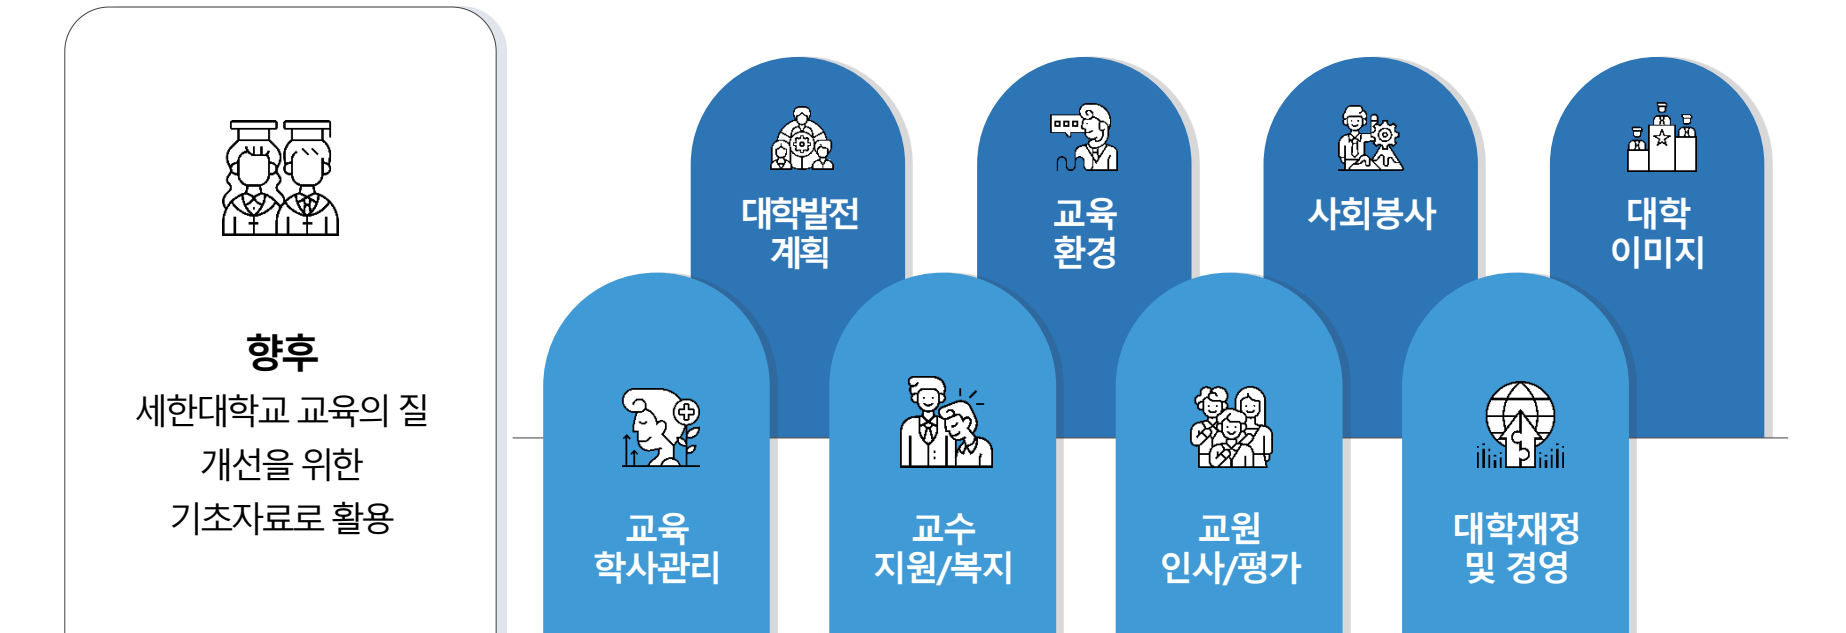 향후
세한대학교 교육의 질
개선을 위한
기초자료로 활용
대학발전
계획
교육
환경
사회봉사
대학
이미지
교육
학사관리
교수
지원/복지
교원
인사/평가
대학재정
및 경영